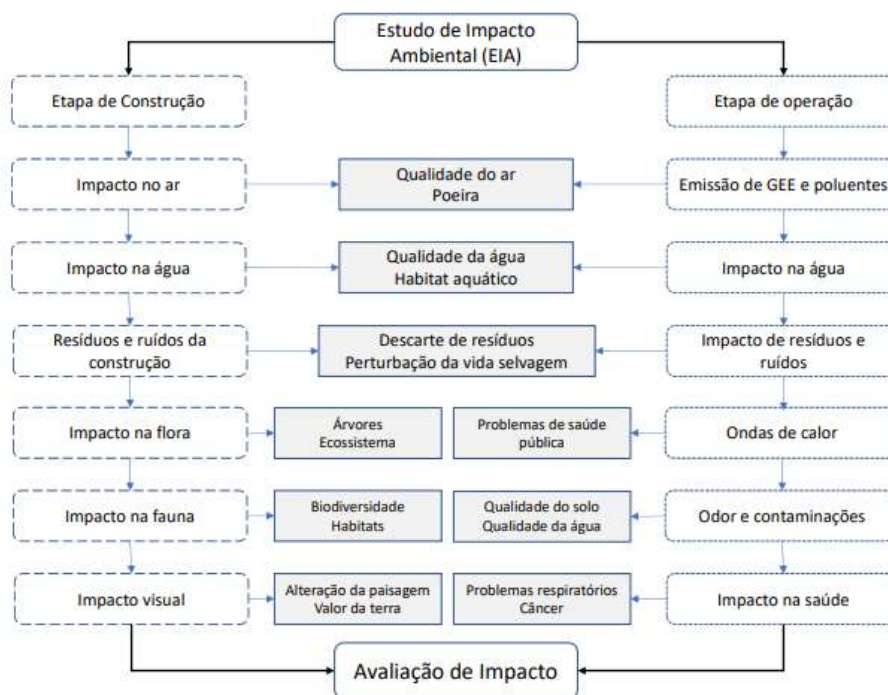 Estudo de Impacto
Ambiental (EIA)
Etapa de Construção
Etapa de operação
Impacto no ar
Qualidade do ar
Poeira
Emissão de GEE e poluentes
Impacto na água
Qualidade da água
Habitat aquático
Impacto na água
Resíduos e ruídos da
construção
Descarte de resíduos
Perturbação da vida selvagem
Impacto de resíduos e
ruídos
Impacto na flora
Árvores
Ecossistema
Problemas de saúde
pública
Ondas de calor
Impacto na fauna
Biodiversidade
Habitats
Qualidade do solo
Qualidade da água
Odor e contaminações
Impacto visual
Alteração da paisagem
Valor da terra
Problemas respiratórios
Câncer
Impacto na saúde
Avaliação de Impacto